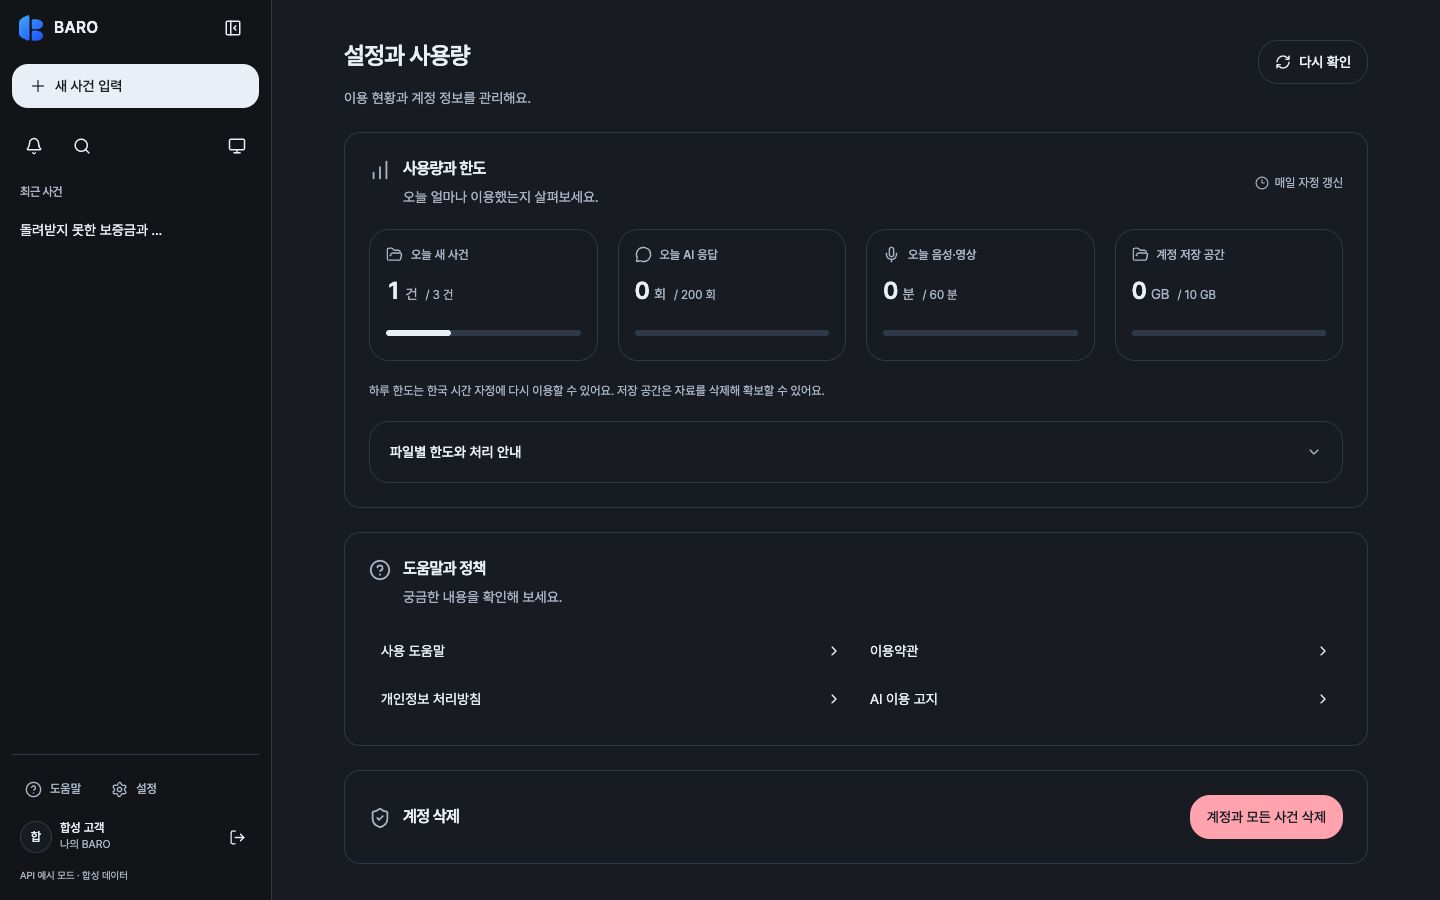 BARO
새 사건 입력
최근 사건
돌려받지 못한 보증금과 ...
도움말
설정
합
합성 고객
나의 BARO
API 예시 모드 · 합성 데이터
설정과 사용량
이용 현황과 계정 정보를 관리해요.
다시 확인
사용량과 한도
오늘 얼마나 이용했는지 살펴보세요.
매일 자정 갱신
오늘 새 사건
1 건 / 3 건
오늘 AI 응답
0 회 / 200 회
오늘 음성·영상
0 분 / 60 분
계정 저장 공간
0 GB / 10 GB
하루 한도는 한국 시간 자정에 다시 이용할 수 있어요. 저장 공간은 자료를 삭제해 확보할 수 있어요.
파일별 한도와 처리 안내
도움말과 정책
궁금한 내용을 확인해 보세요.
사용 도움말
이용약관
개인정보 처리방침
AI 이용 고지
계정 삭제
계정과 모든 사건 삭제